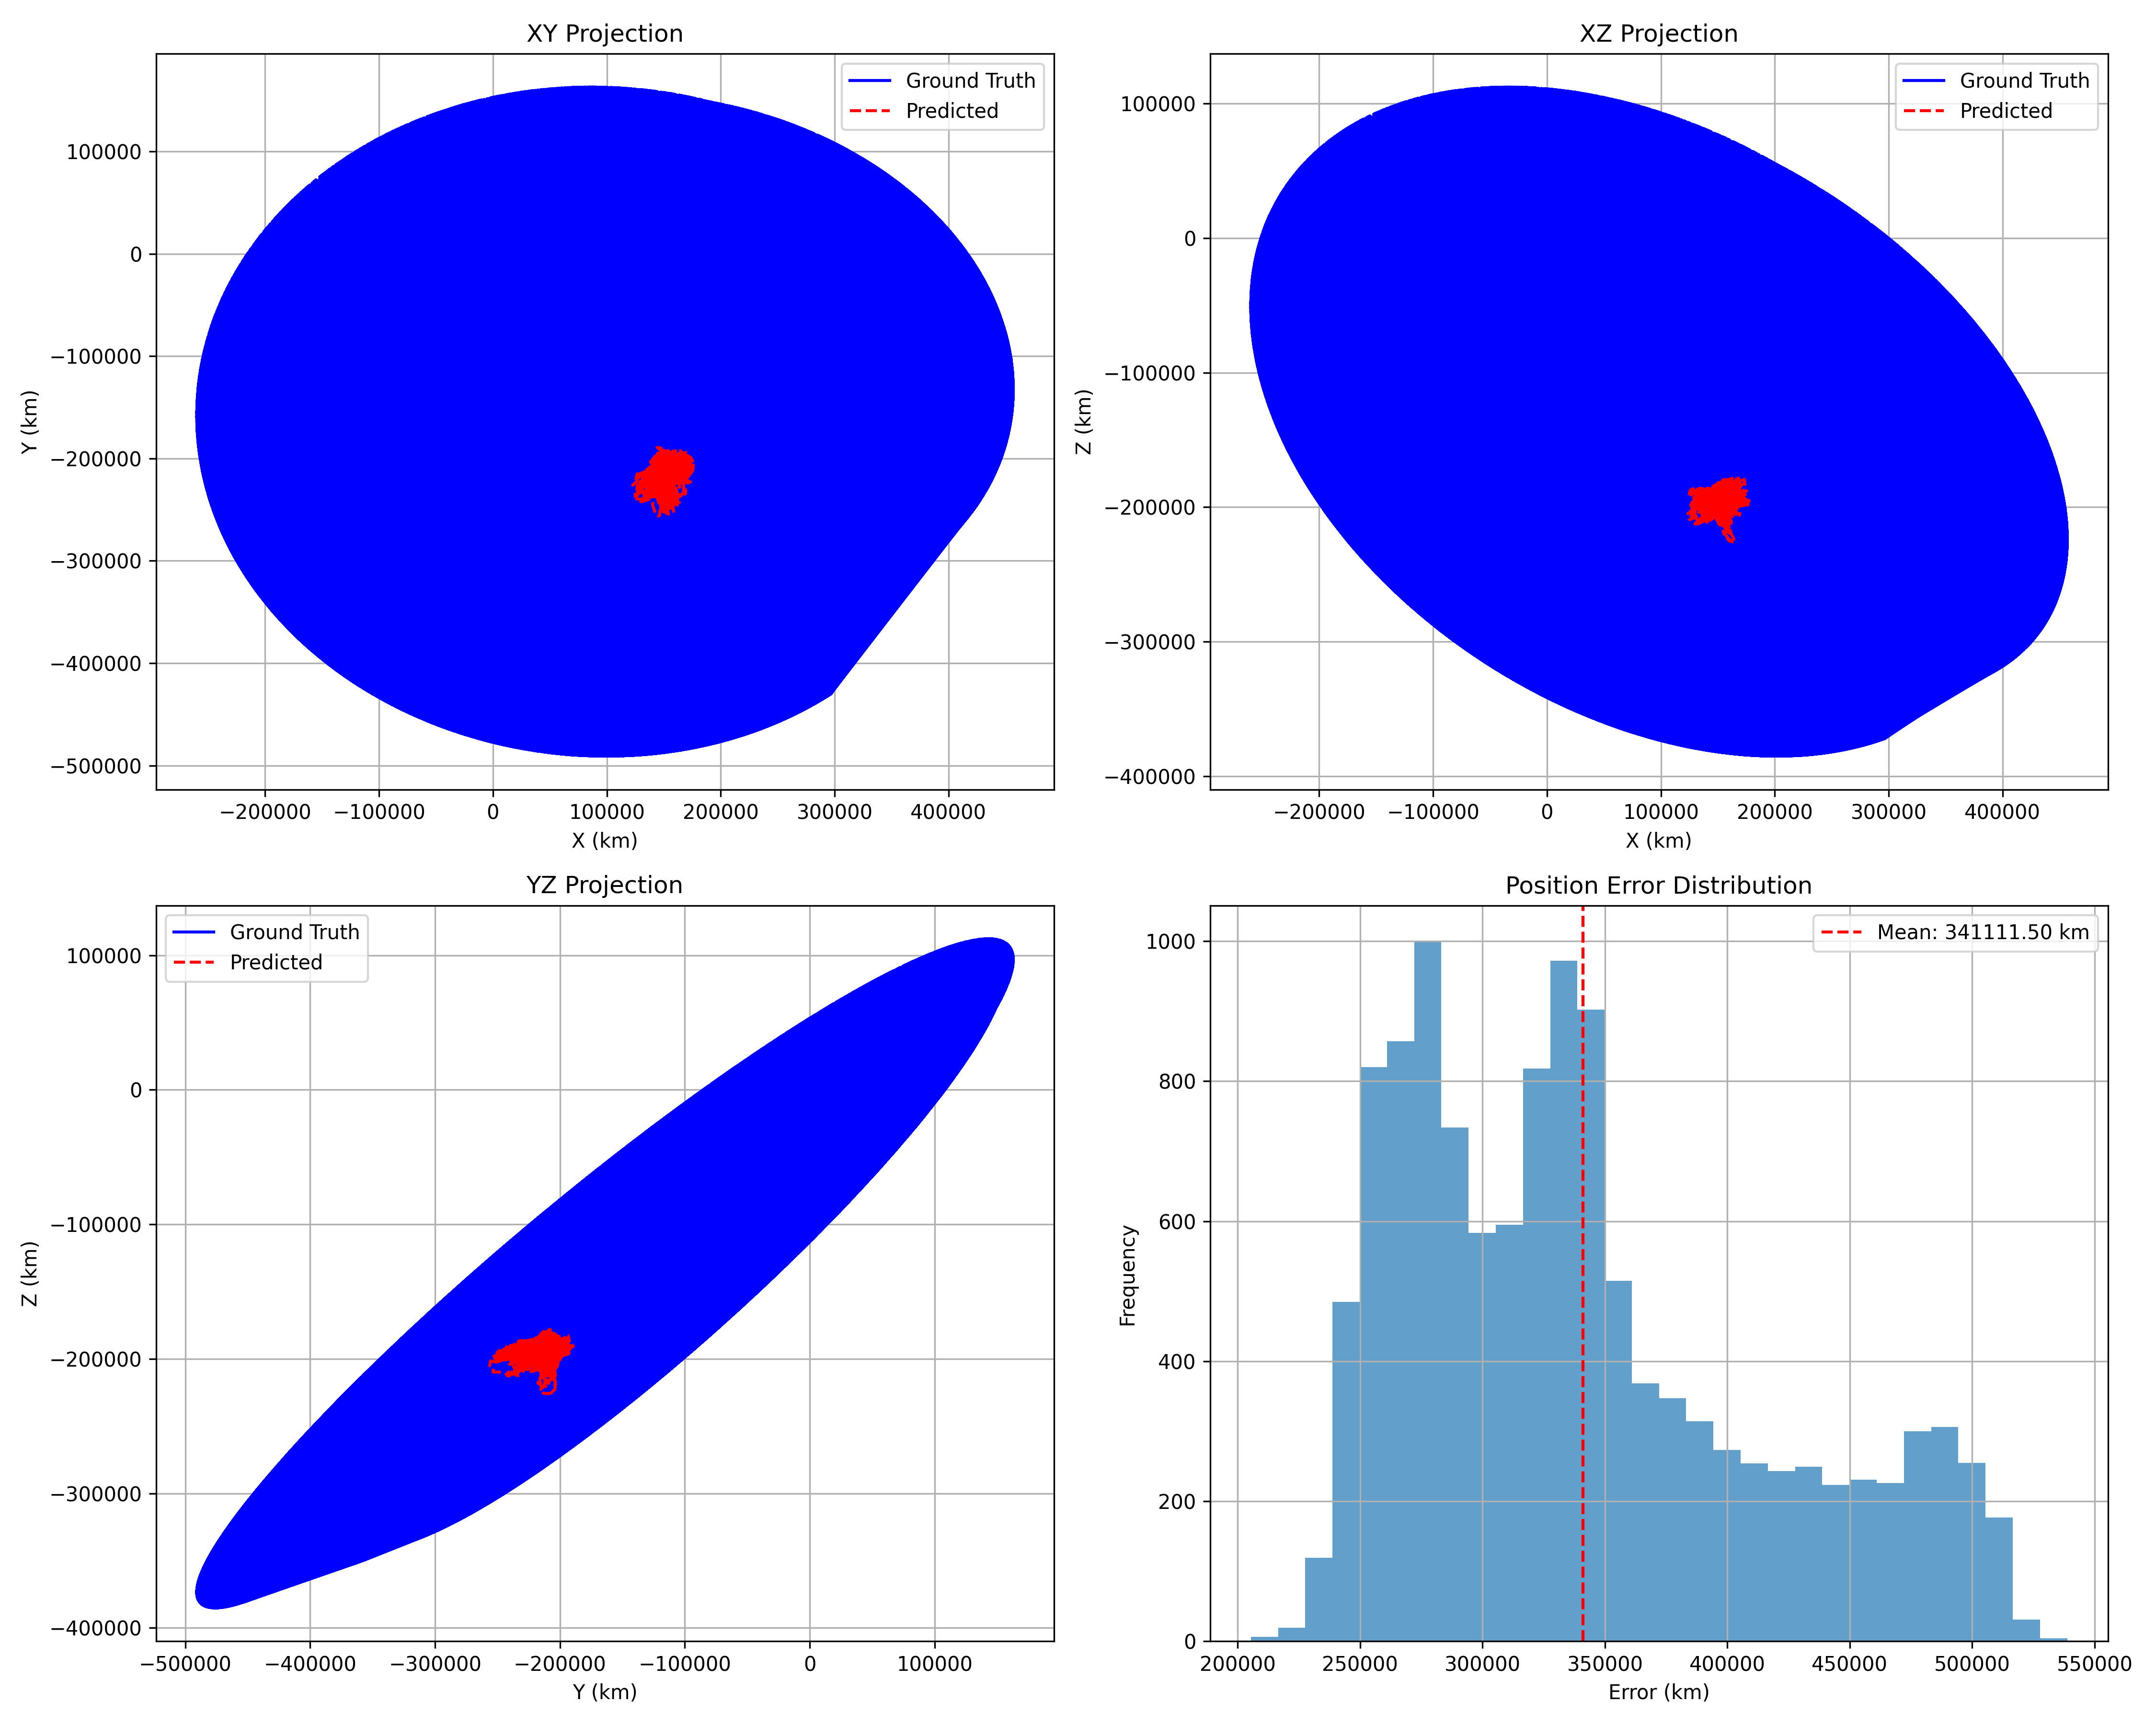 XY Projection
Ground Truth
Predicted
100000
0
−100000
−200000
−300000
−400000
−500000
Y (km)
−200000 −100000 0 100000 200000 300000 400000
X (km)
XZ Projection
Ground Truth
Predicted
100000
0
−100000
−200000
−300000
−400000
Z (km)
−200000 −100000 0 100000 200000 300000 400000
X (km)
YZ Projection
Ground Truth
Predicted
100000
0
−100000
−200000
−300000
−400000
Z (km)
−500000 −400000 −300000 −200000 −100000 0 100000
Y (km)
Position Error Distribution
Mean: 341111.50 km
1000
800
600
400
200
0
Frequency
200000 250000 300000 350000 400000 450000 500000 550000
Error (km)